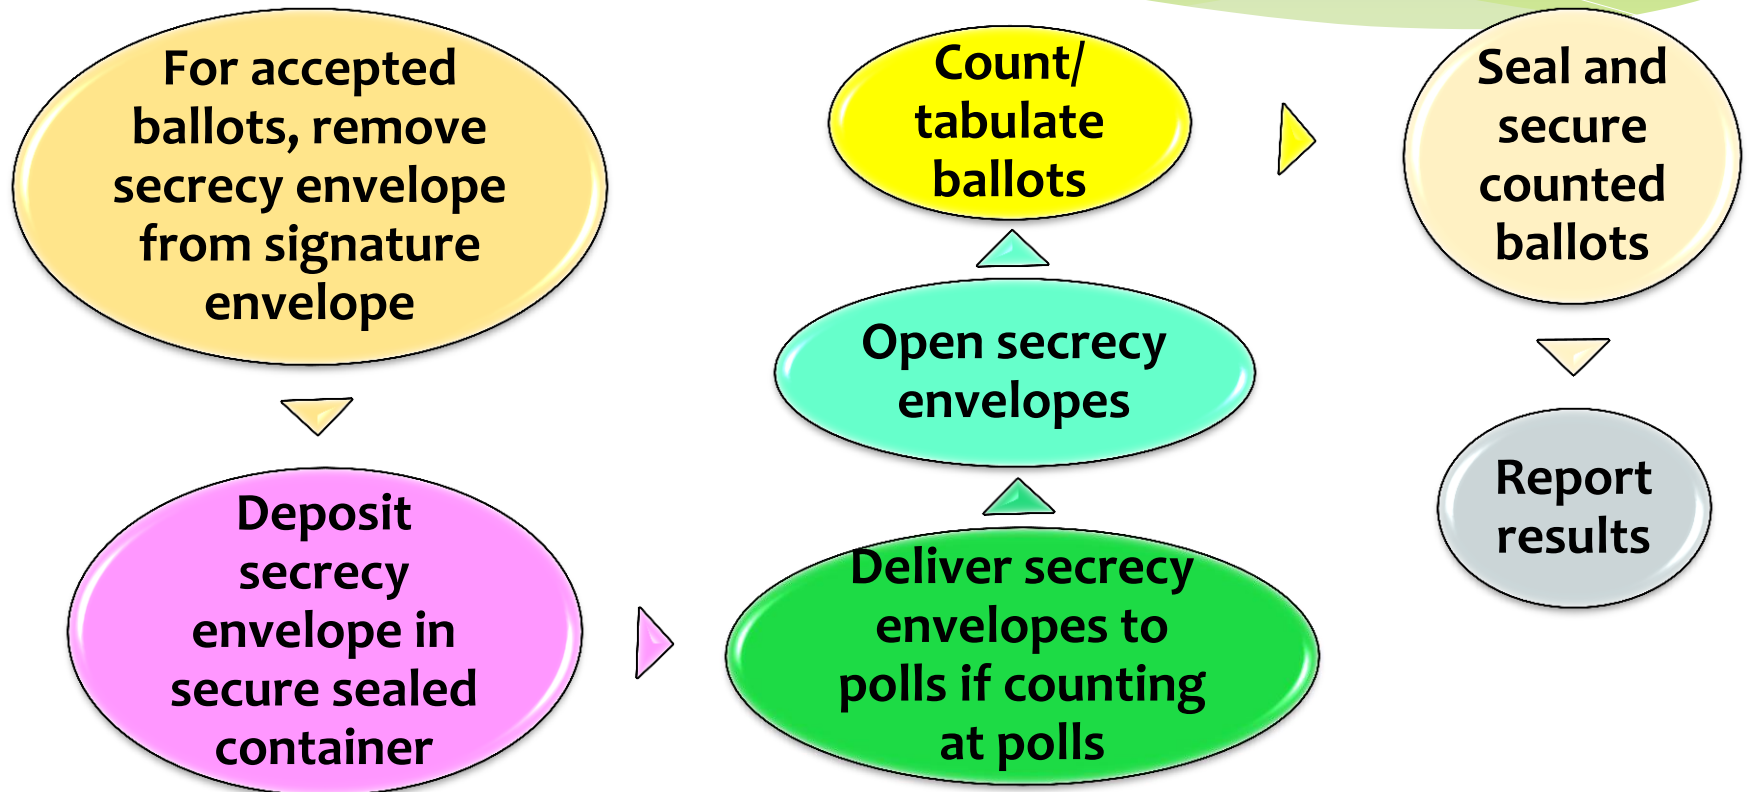 For accepted
ballots, remove
secrecy envelope
from signature
envelope
Deposit
secrecy
envelope in
secure sealed
container
Deliver secrecy
envelopes to
polls if counting
at polls
Open secrecy
envelopes
Count/
tabulate
ballots
Seal and
secure
counted
ballots
Report
results